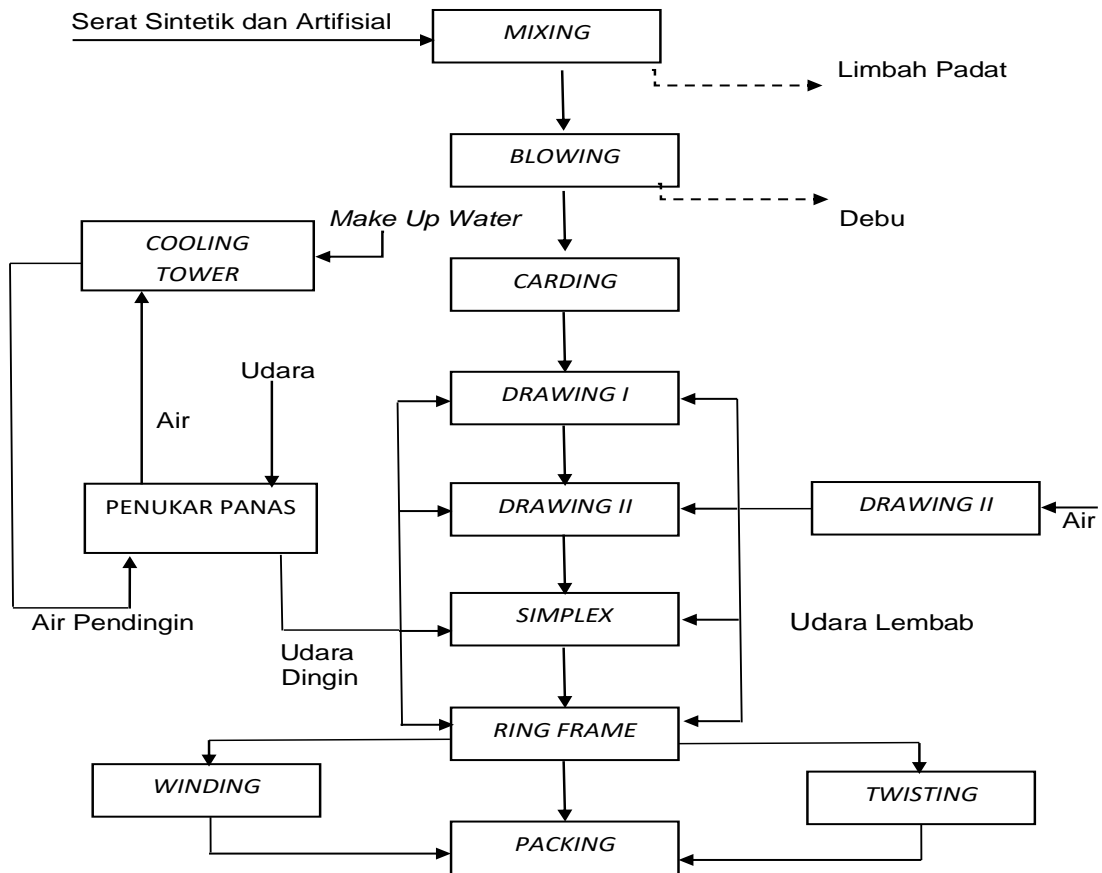 Serat Sintetik dan Artifisial
MIXING
Limbah Padat
BLOWING
Debu
Make Up Water
COOLING
TOWER
CARDING
Udara
DRAWING I
Air
PENUKAR PANAS
DRAWING II
DRAWING II
Air
Air Pendingin
SIMPLEX
Udara Lembab
Udara
Dingin
RING FRAME
WINDING
TWISTING
PACKING